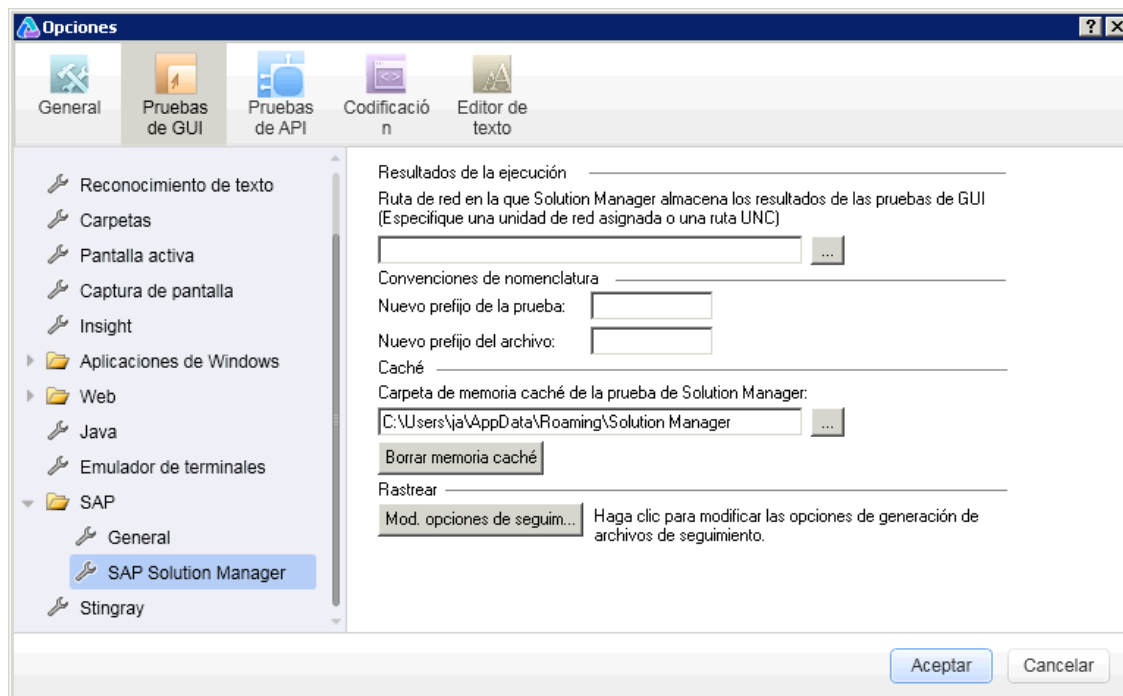 Opciones
General
Pruebas
de GUI
Pruebas
de API
Codificació
n
Editor de
texto
Reconocimiento de texto
Carpetas
Pantalla activa
Captura de pantalla
Insight
Aplicaciones de Windows
Web
Java
Emulador de terminales
SAP
General
SAP Solution Manager
Stingray
Resultados de la ejecución
Ruta de red en la que Solution Manager almacena los resultados de las pruebas de GUI
(Especifique una unidad de red asignada o una ruta UNC)
...
Convenciones de nomenclatura
Nuevo prefijo de la prueba:
Nuevo prefijo del archivo:
Caché
Carpeta de memoria caché de la prueba de Solution Manager:
C:\Users\ja\AppData\Roaming\Solution Manager
...
Borrar memoria caché
Rastrear
Mod. opciones de seguim...
Haga clic para modificar las opciones de generación de
archivos de seguimiento.
Aceptar
Cancelar